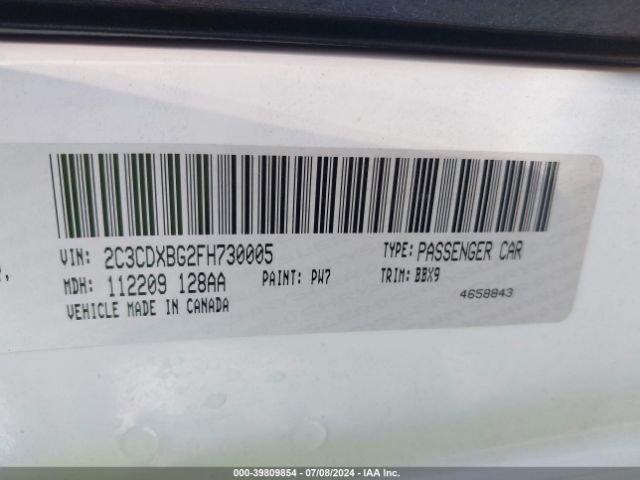 VIN: 2C3CDXBG2FH730005 TYPE: PASSENGER CAR
MDH: 112209 128AA PAINT: PW7 TRIM: BBX9
4658843
VEHICLE MADE IN CANADA
000-39809854 - 07/08/2024 - IAA Inc.